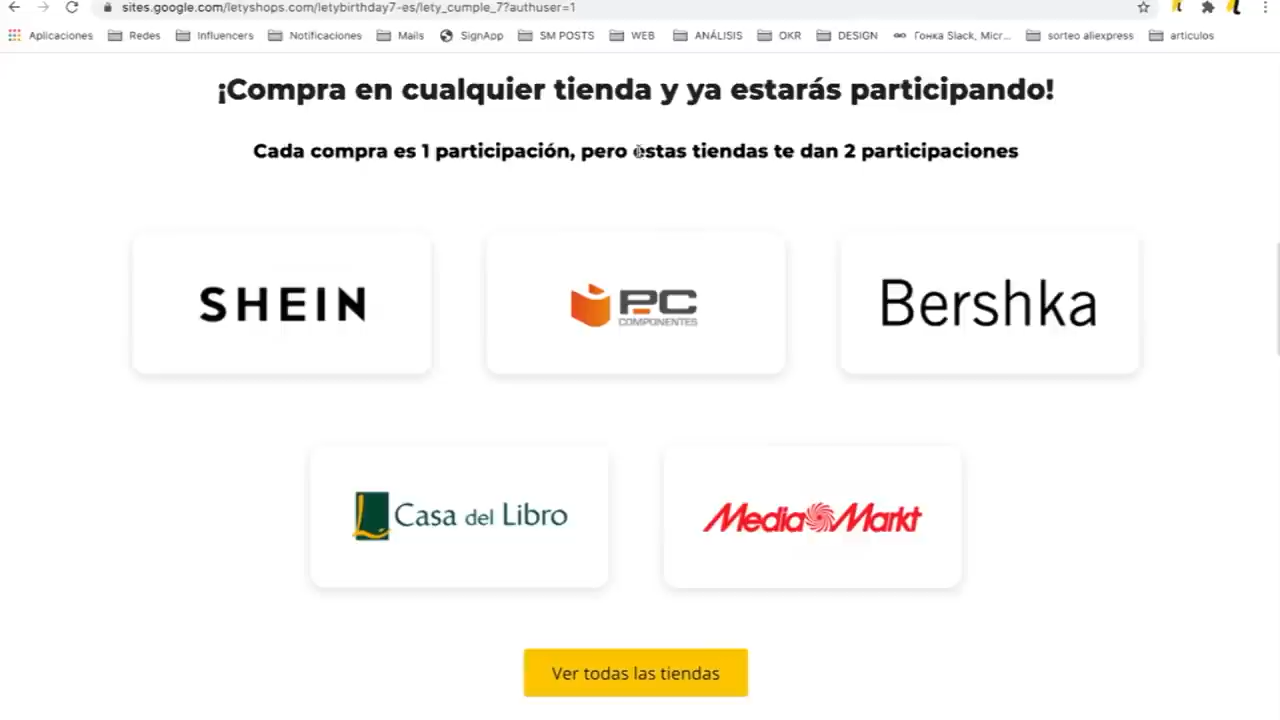 sites.google.com/letyshops.com/letybirthday7-es/lety_cumple_7?authuser=1
Aplicaciones Redes Influencers Notificaciones Mails SignApp SM POSTS WEB ANÁLISIS OKR DESIGN Гонка Slack, Micr... sorteo aliexpress articulos
¡Compra en cualquier tienda y ya estarás participando!
Cada compra es 1 participación, pero estas tiendas te dan 2 participaciones
SHEIN
PC
COMPONENTES
Bershka
Casa del Libro
MediaMarkt
Ver todas las tiendas